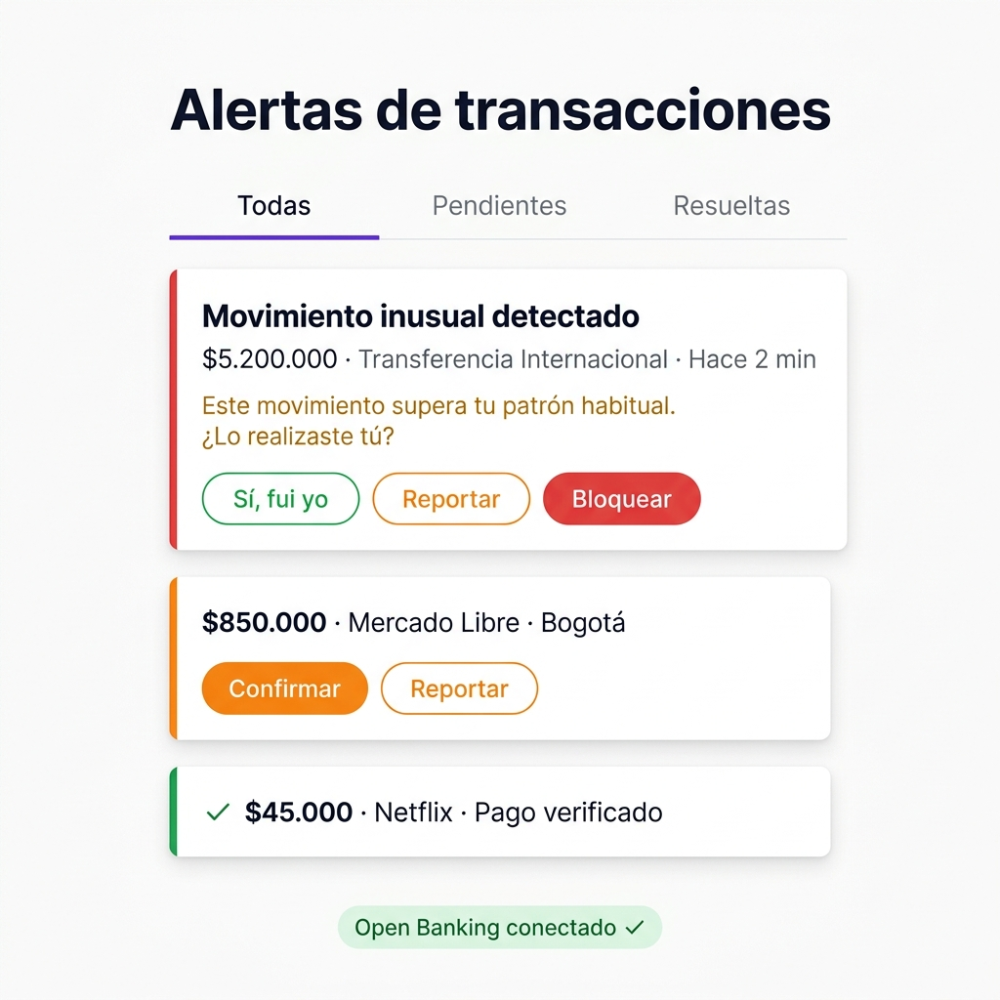 Alertas de transacciones
Todas Pendientes Resueltas
Movimiento inusual detectado
$5.200.000 · Transferencia Internacional · Hace 2 min
Este movimiento supera tu patrón habitual.
¿Lo realizaste tú?
Sí, fui yo Reportar Bloquear
$850.000 · Mercado Libre · Bogotá
Confirmar Reportar
✓ $45.000 · Netflix · Pago verificado
Open Banking conectado ✓